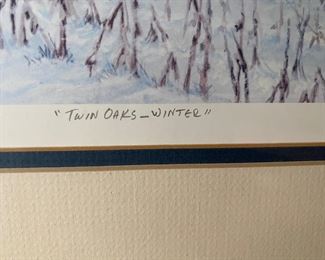 "TWIN OAKS - WINTER"